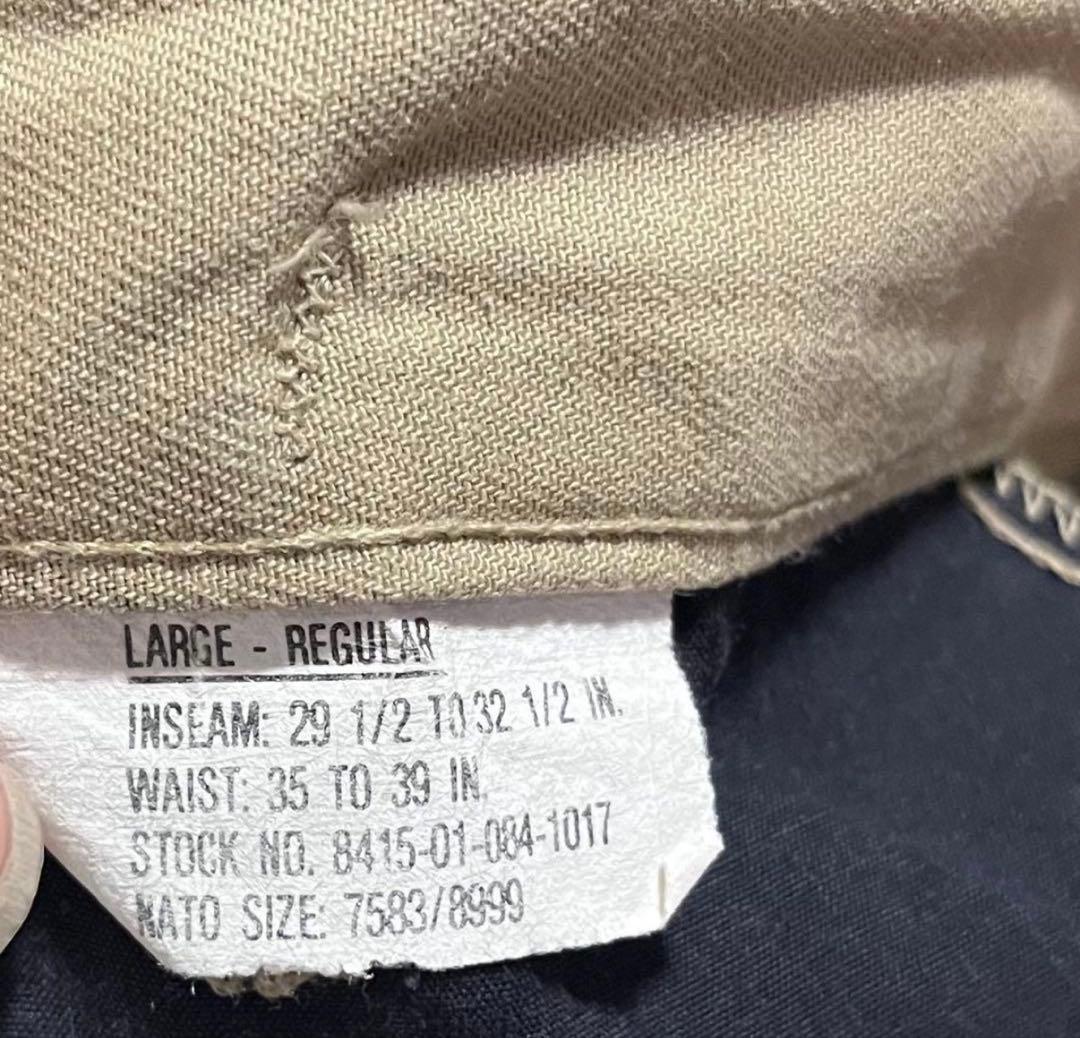 LARGE - REGULAR
INSEAM: 29 1/2 TO 32 1/2 IN.
WAIST: 35 TO 39 IN.
STOCK NO. 8415-01-084-1017
NATO SIZE: 7583/8999